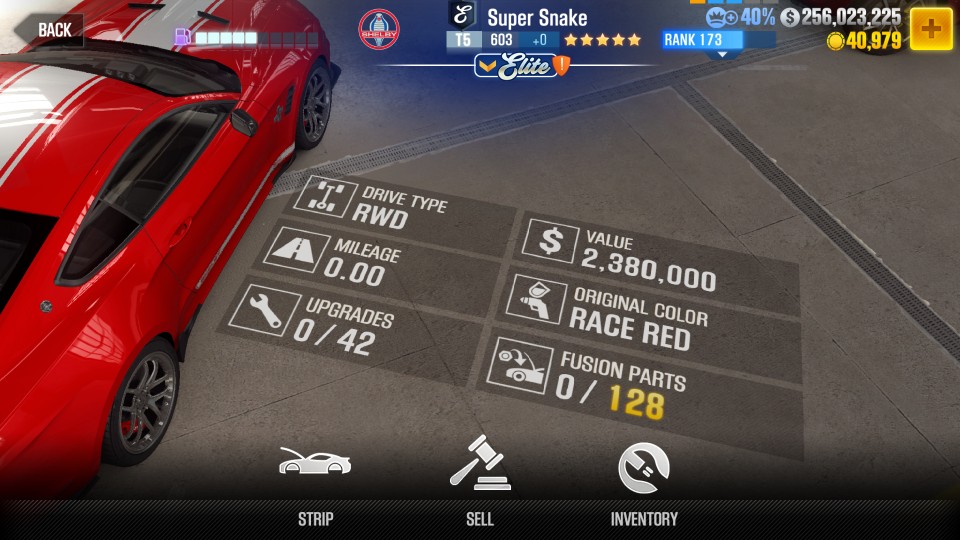 BACK
SHELBY
Super Snake
T5 603 +0
Elite
40% $ 256,023,225
RANK 173
40,979
DRIVE TYPE
RWD
MILEAGE
0.00
UPGRADES
0 / 42
$ VALUE
2,380,000
ORIGINAL COLOR
RACE RED
FUSION PARTS
0 / 128
STRIP
SELL
INVENTORY